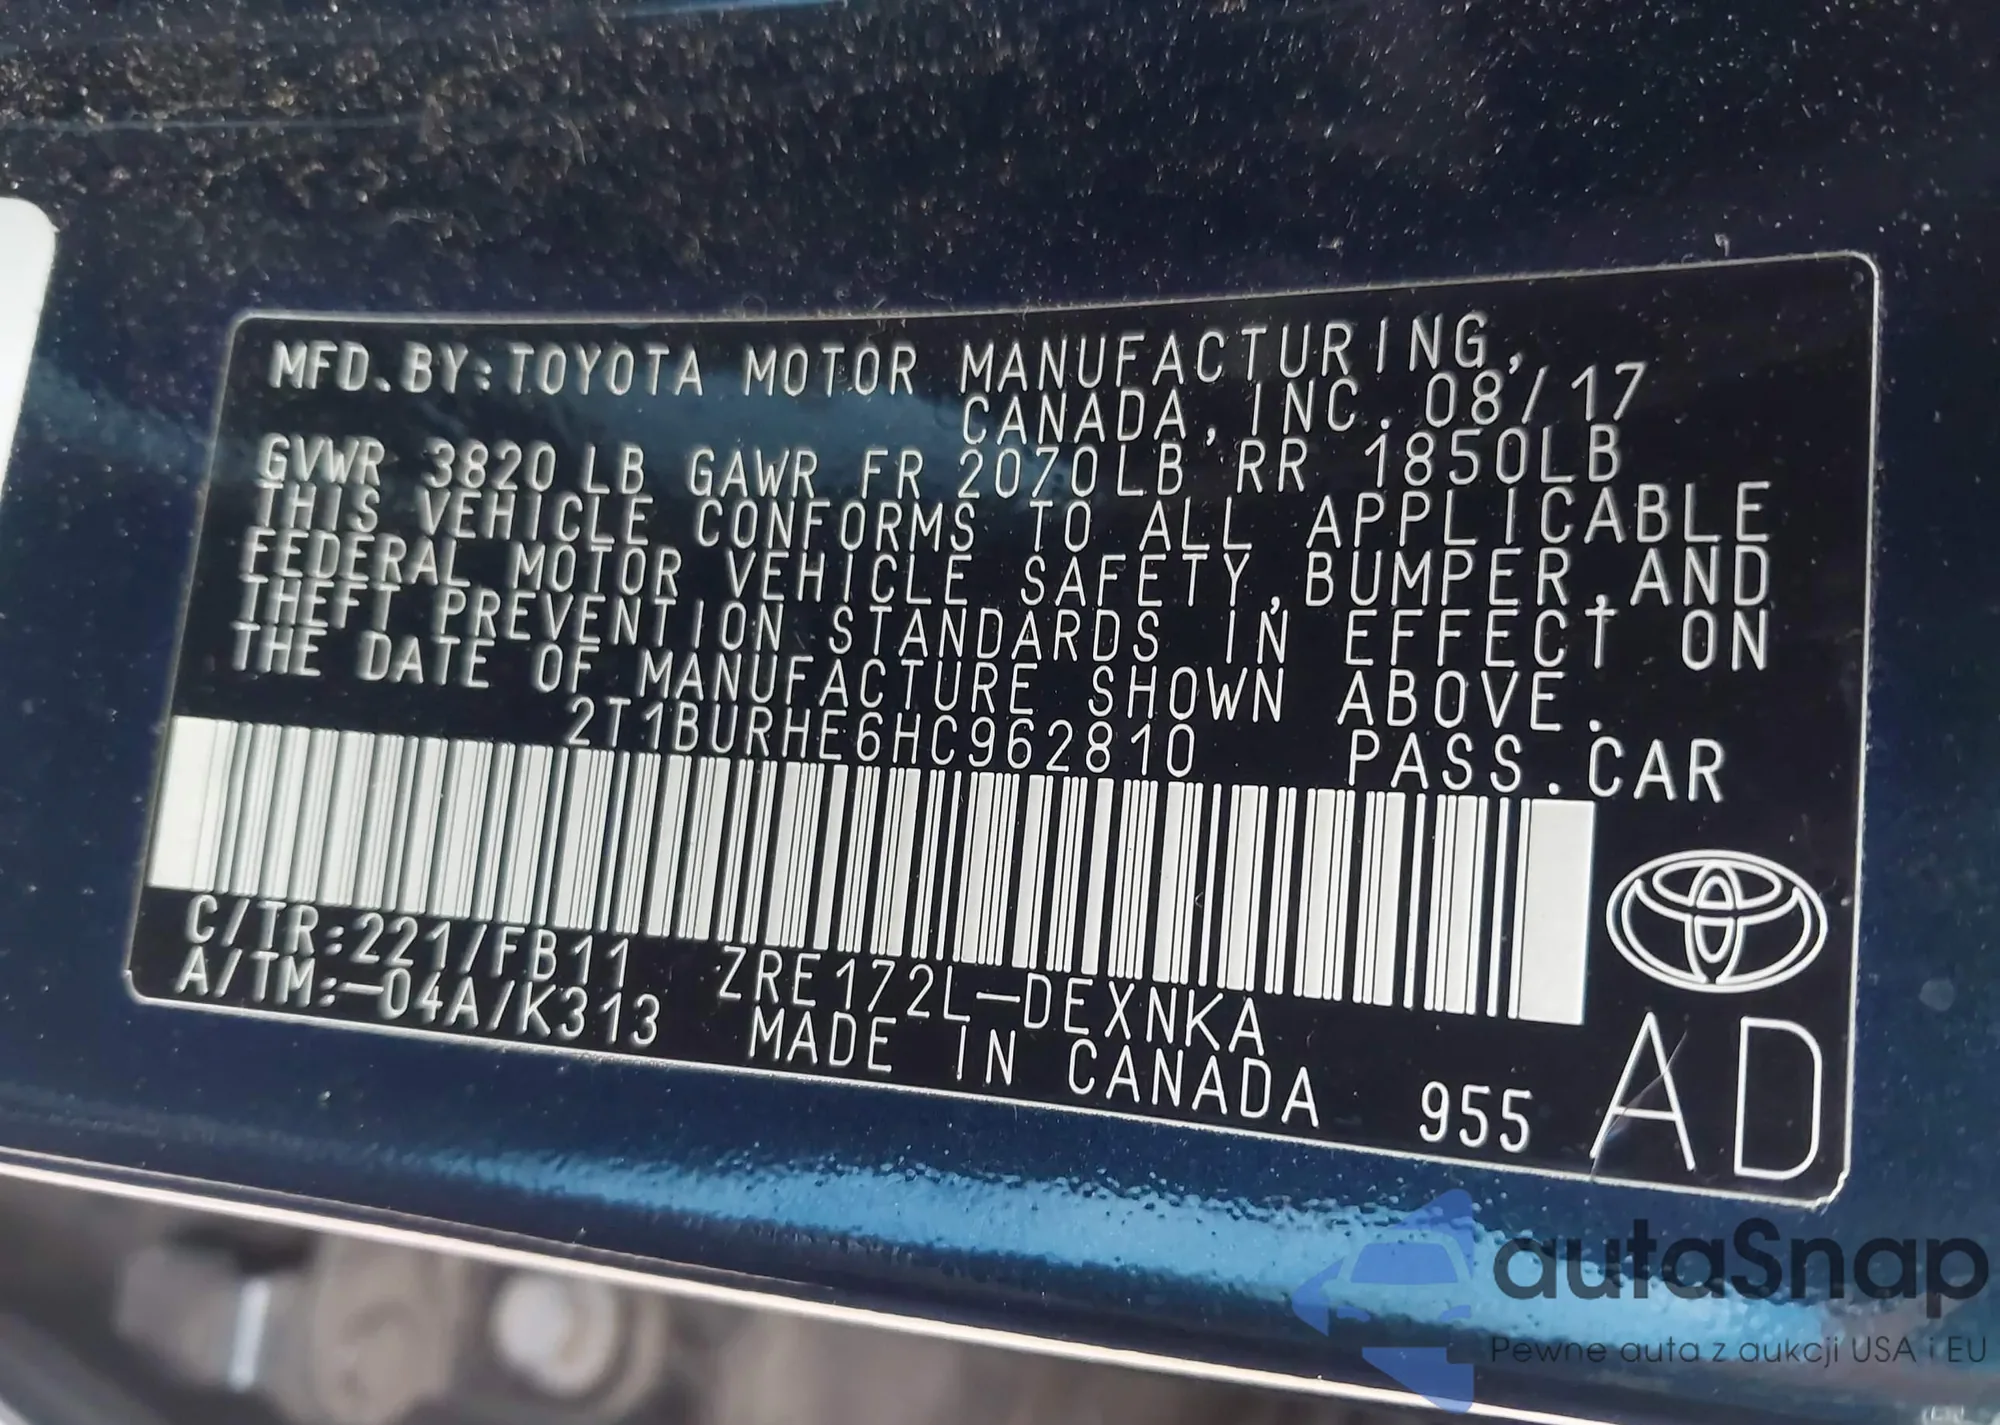 MFD.BY:TOYOTA MOTOR MANUFACTURING,
CANADA, INC. 08/17
GVWR 3820 LB GAWR FR 2070LB RR 1850LB
THIS VEHICLE CONFORMS TO ALL APPLICABLE
FEDERAL MOTOR VEHICLE SAFETY,BUMPER,AND
THEFT PREVENTION STANDARDS IN EFFECT ON
THE DATE OF MANUFACTURE SHOWN ABOVE.
2T1BURHE6HC962810 PASS.CAR
C/TR:221/FB11 ZRE172L-DEXNKA
A/TM:-04A/K313 MADE IN CANADA 955 AD
autaSnap
Pewne auta z aukcji USA i EU